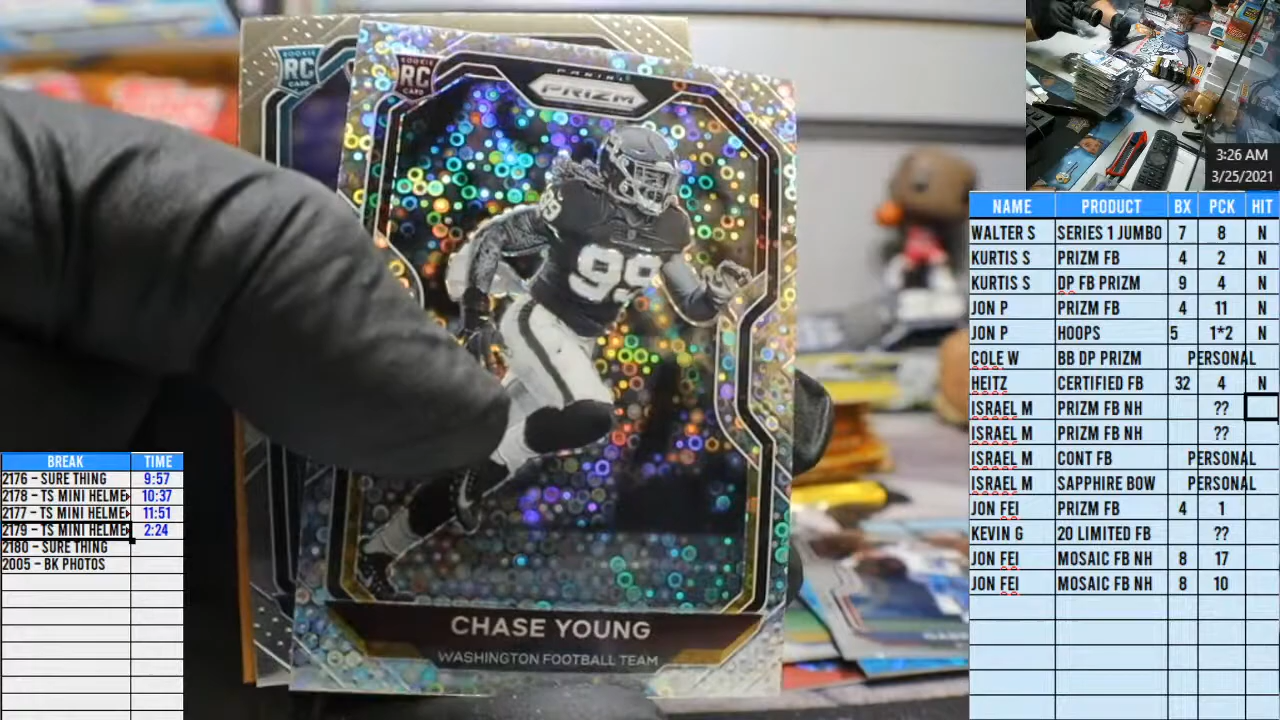 ROOKIE
RC
CARD
ROOKIE
RC
CARD
PANINI
PRIZM
99
99
CHASE YOUNG
WASHINGTON FOOTBALL TEAM
3:26 AM
3/25/2021
NAME PRODUCT BX PCK HIT
WALTER S SERIES 1 JUMBO 7 8 N
KURTIS S PRIZM FB 4 2 N
KURTIS S DP FB PRIZM 9 4 N
JON P PRIZM FB 4 11 N
JON P HOOPS 5 1*2 N
COLE W BB DP PRIZM PERSONAL
HEITZ CERTIFIED FB 32 4 N
ISRAEL M PRIZM FB NH ??
ISRAEL M PRIZM FB NH ??
ISRAEL M CONT FB PERSONAL
ISRAEL M SAPPHIRE BOW PERSONAL
JON FEI PRIZM FB 4 1
KEVIN G 20 LIMITED FB ??
JON FEI MOSAIC FB NH 8 17
JON FEI MOSAIC FB NH 8 10
BREAK TIME
2176 – SURE THING 9:57
2178 – TS MINI HELME 10:37
2177 – TS MINI HELME 11:51
2179 – TS MINI HELME 2:24
2180 – SURE THING
2005 – BK PHOTOS